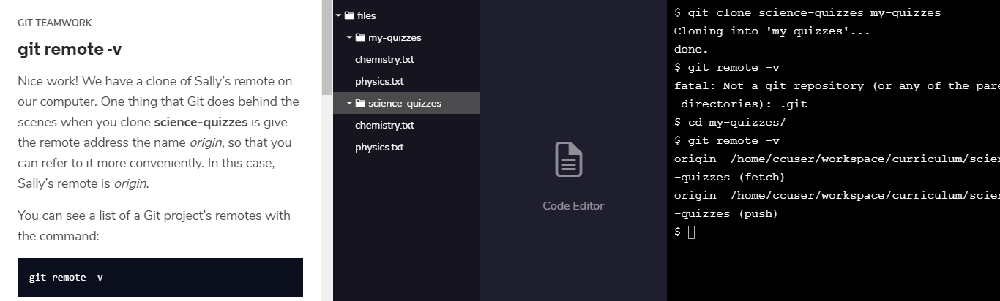 GIT TEAMWORK
git remote -v
Nice work! We have a clone of Sally’s remote on
our computer. One thing that Git does behind the
scenes when you clone science-quizzes is give
the remote address the name origin, so that you
can refer to it more conveniently. In this case,
Sally’s remote is origin.
You can see a list of a Git project’s remotes with
the command:
git remote -v
files
my-quizzes
chemistry.txt
physics.txt
science-quizzes
chemistry.txt
physics.txt
Code Editor
$ git clone science-quizzes my-quizzes
Cloning into 'my-quizzes'...
done.
$ git remote -v
fatal: Not a git repository (or any of the pare
directories): .git
$ cd my-quizzes/
$ git remote -v
origin  /home/ccuser/workspace/curriculum/scien
-quizzes (fetch)
origin  /home/ccuser/workspace/curriculum/scien
-quizzes (push)
$